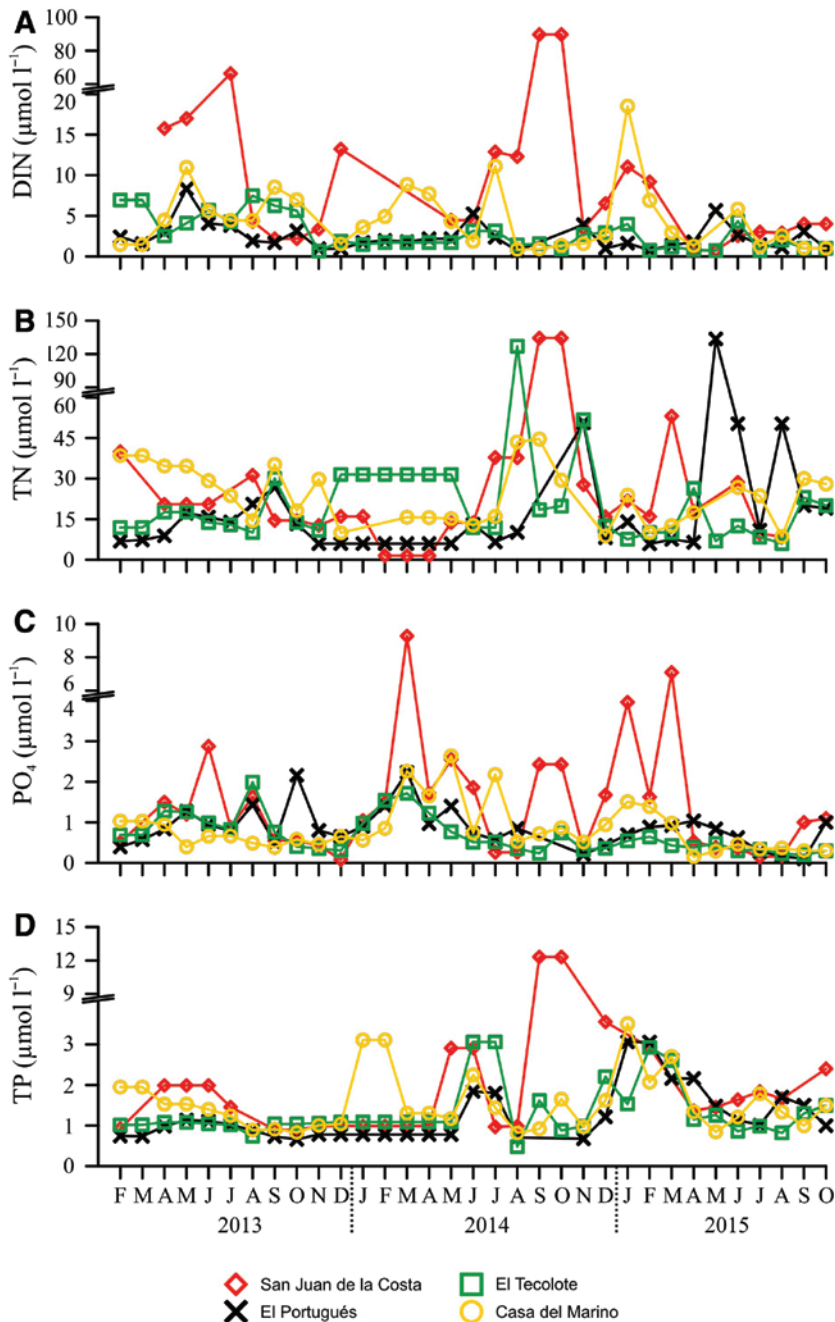 A
DIN (µmol l⁻¹)
100
80
60
20
15
10
5
0
B
TN (µmol l⁻¹)
150
120
90
60
45
30
15
0
C
PO₄ (µmol l⁻¹)
10
8
6
4
3
2
1
0
D
TP (µmol l⁻¹)
15
12
9
3
2
1
0
F M A M J J A S O N D J F M A M J J A S O N D J F M A M J J A S O
2013 2014 2015
San Juan de la Costa El Tecolote
El Portugués Casa del Marino